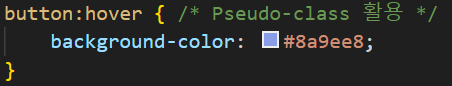 button:hover { /* Pseudo-class 활용 */
    background-color: #8a9ee8;
}